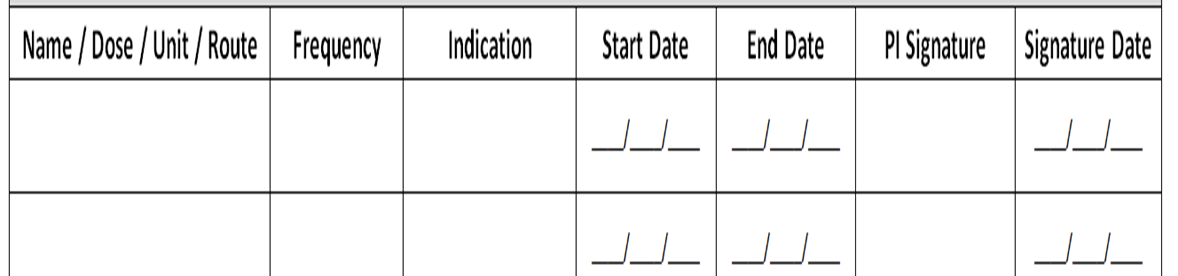 Name / Dose / Unit / Route Frequency Indication Start Date End Date PI Signature Signature Date
__/__/__ __/__/__ __/__/__
__/__/__ __/__/__ __/__/__